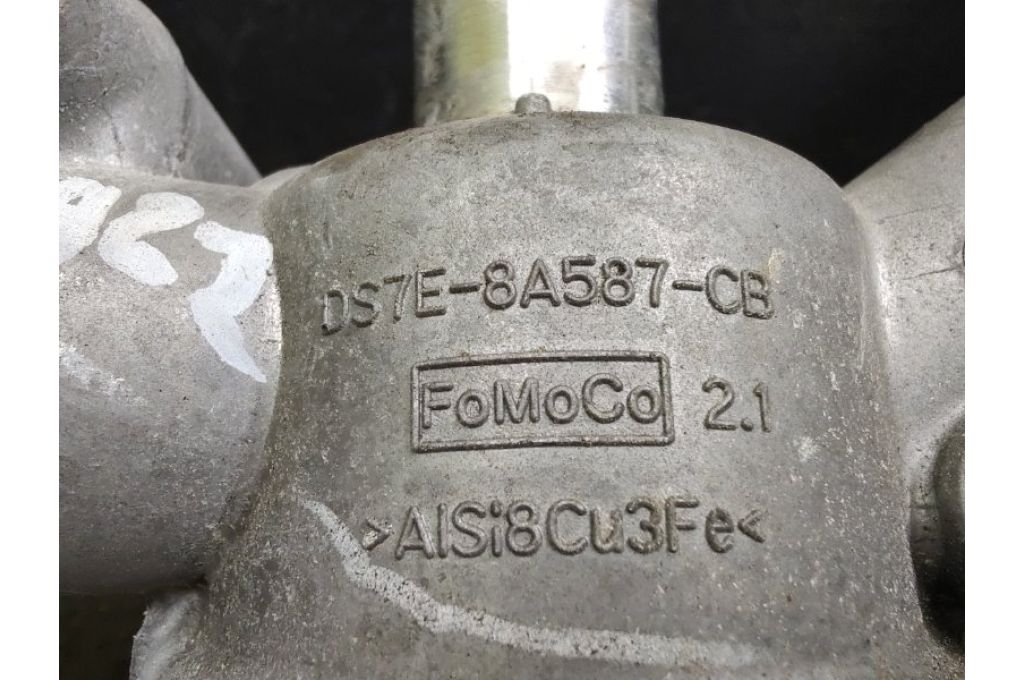 DS7E-8A587-CB
FoMoCo 2.1
>AlSi8Cu3Fe<